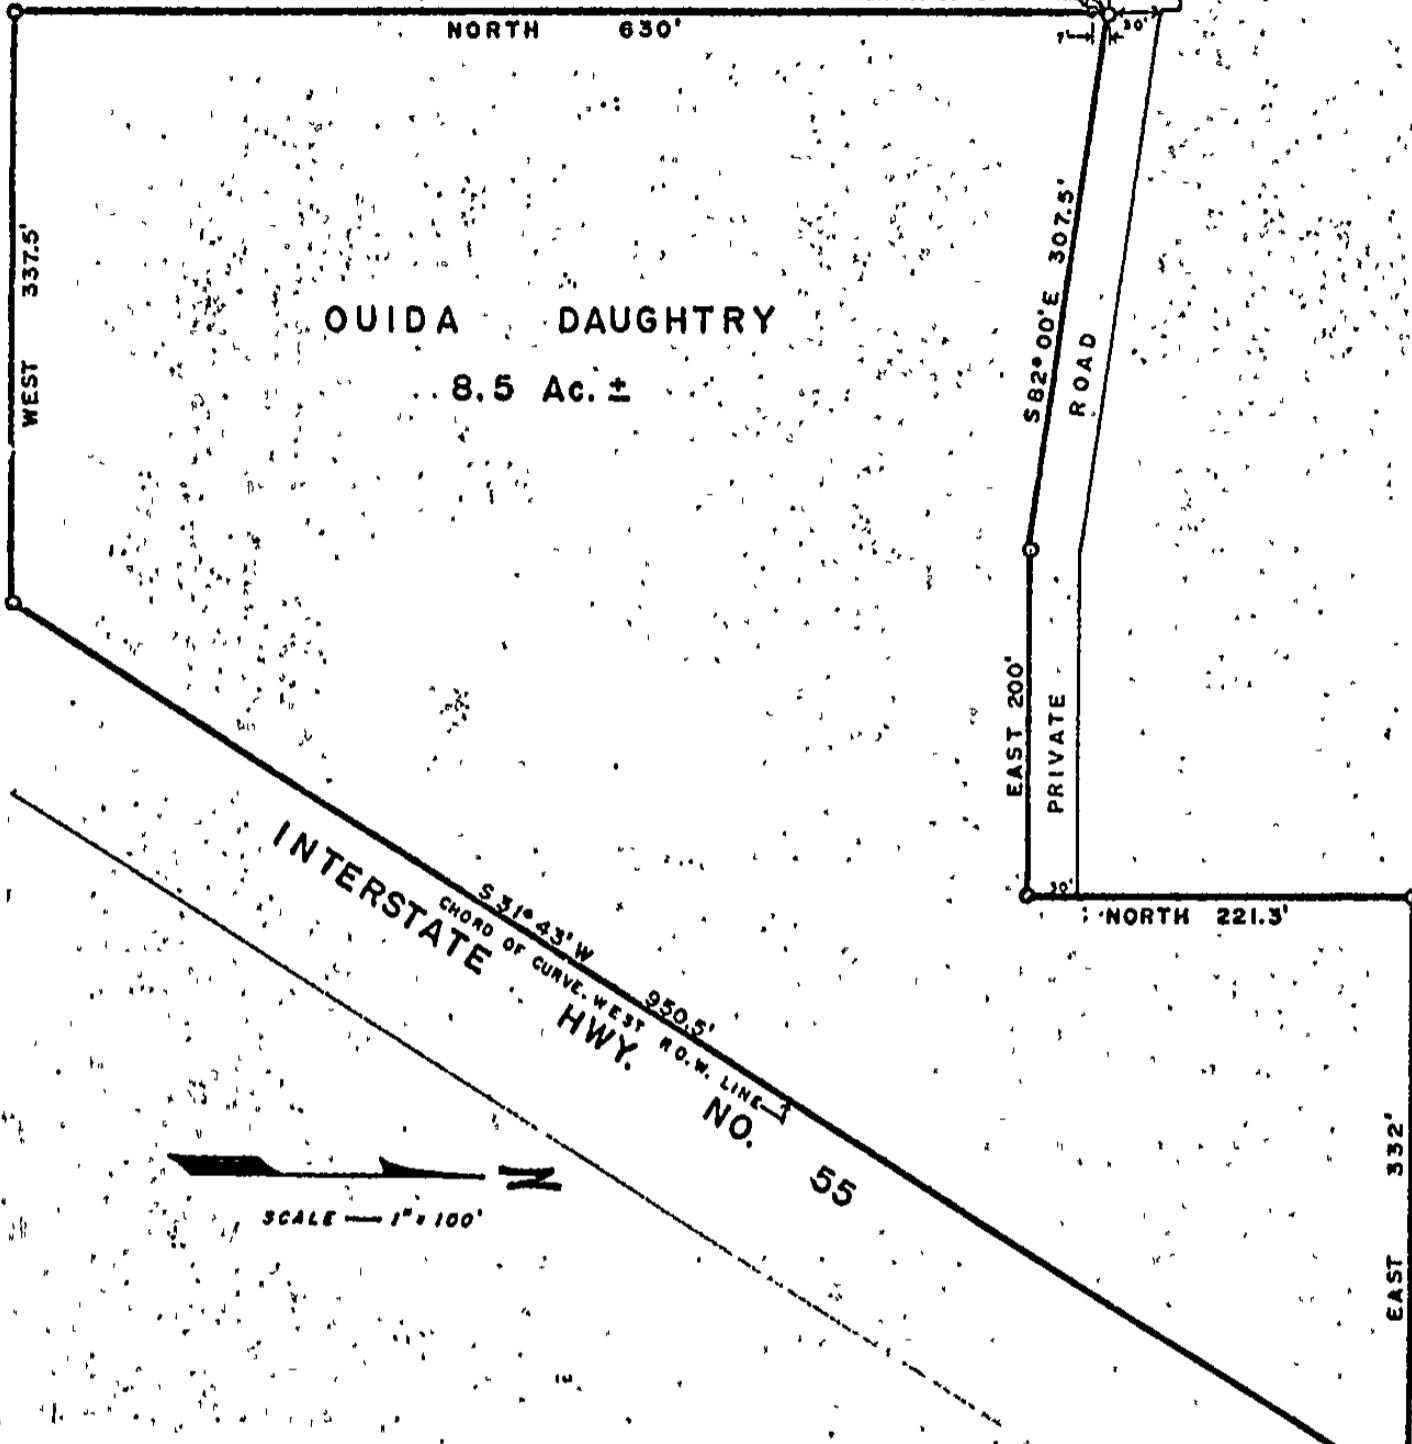 NORTH 630'
7'
30'
WEST 337.5'
OUIDA DAUGHTRY
8.5 Ac. ±
S 82° 00' E 307.5'
ROAD
EAST 200'
PRIVATE
30'
NORTH 221.3'
S 31° 43' W 950.5'
CHORD OF CURVE. WEST R.O.W. LINE
INTERSTATE HWY. NO. 55
N
SCALE — 1" = 100'
EAST 332'